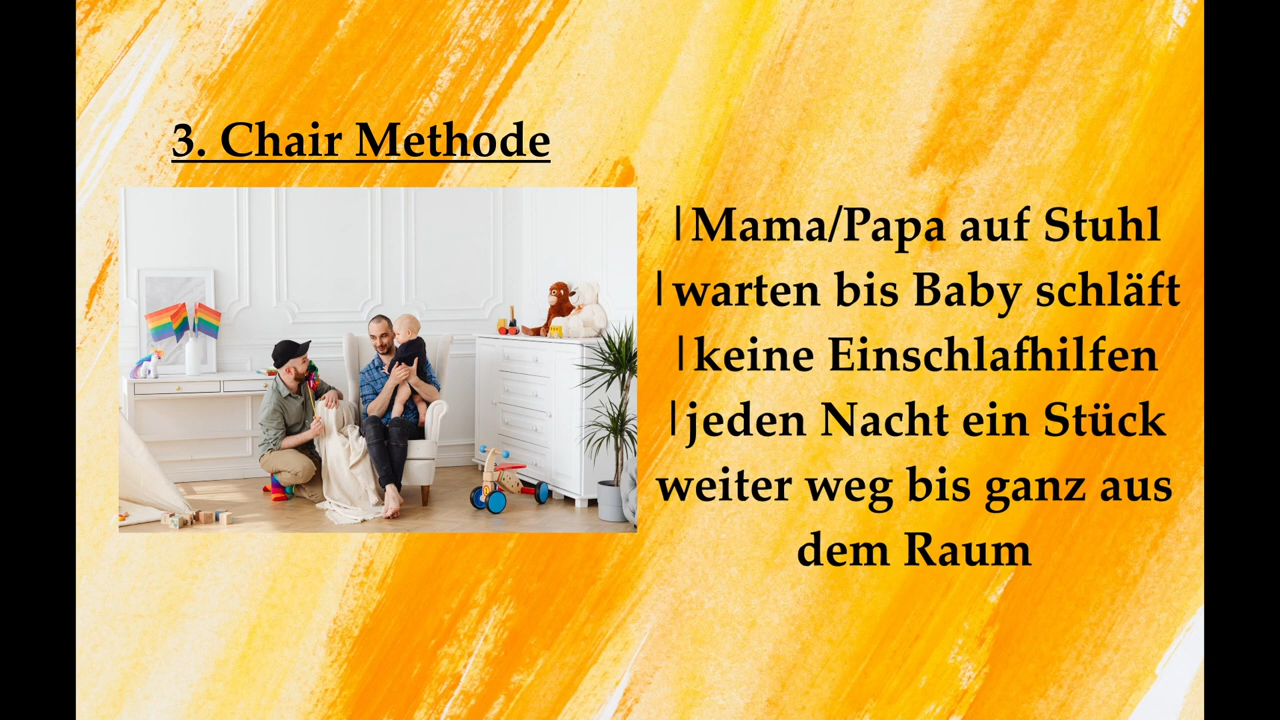 3. Chair Methode
|Mama/Papa auf Stuhl
|warten bis Baby schläft
|keine Einschlafhilfen
|jeden Nacht ein Stück
weiter weg bis ganz aus
dem Raum